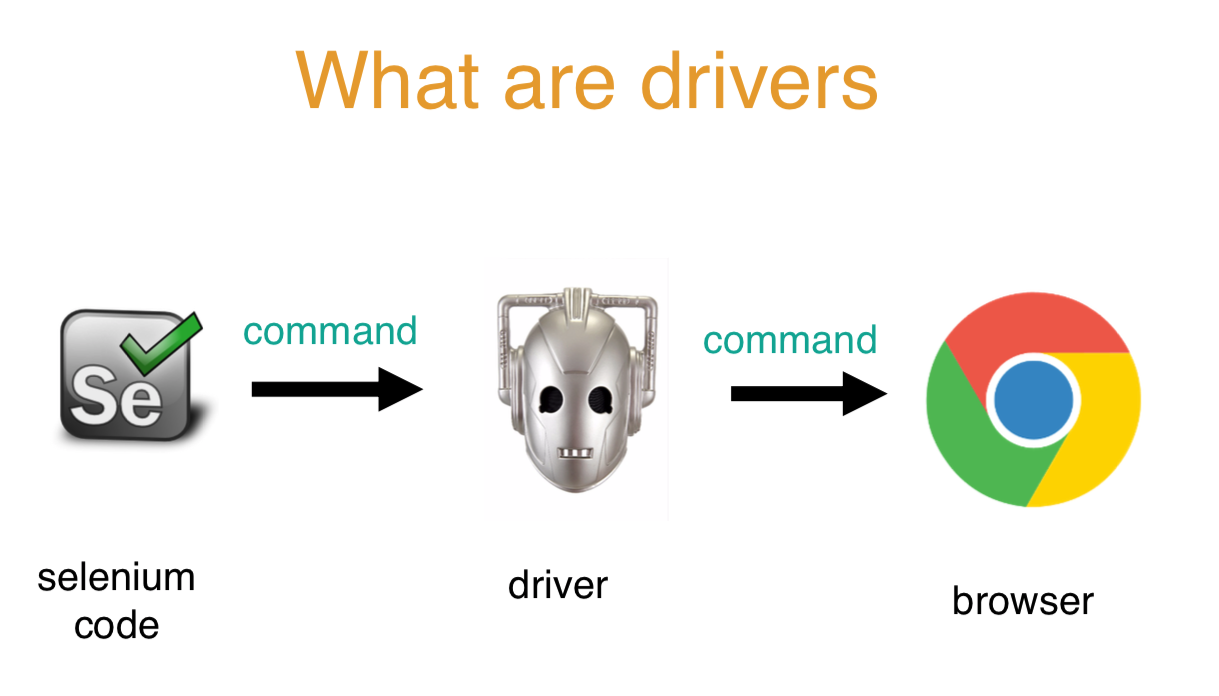 What are drivers
Se
command
command
selenium
code
driver
browser